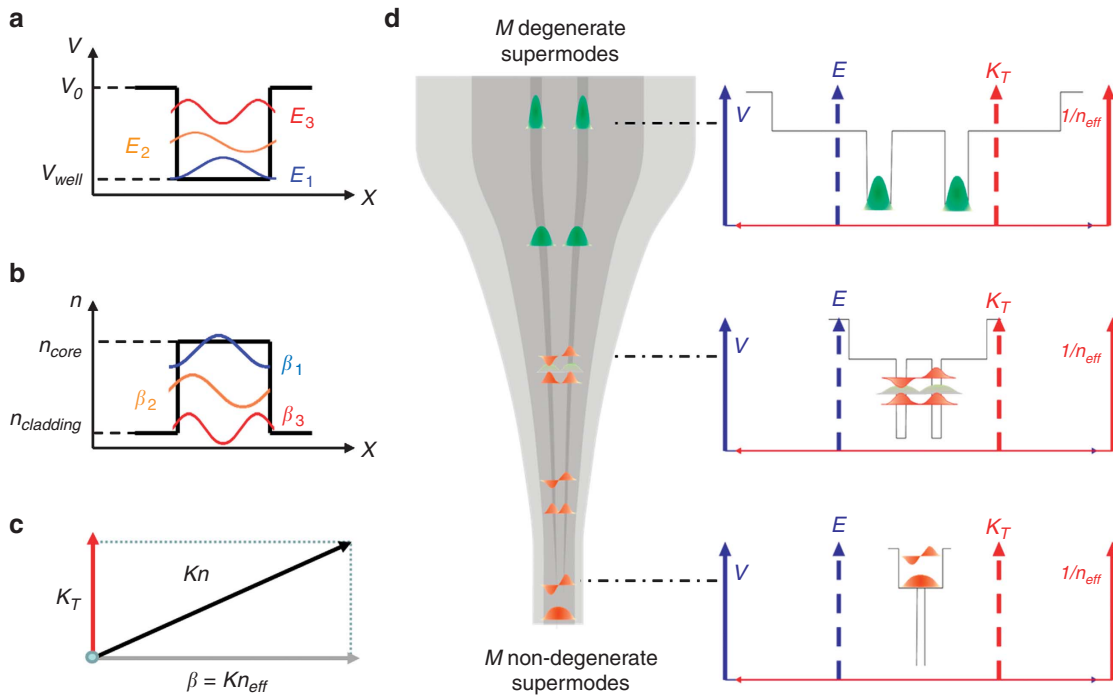 a
V
V0
E3
E2
Vwell
E1
X
b
n
ncore
β1
β2
ncladding
β3
X
c
Kn
KT
β = Kneff
d
M degenerate
supermodes
M non-degenerate
supermodes
E
KT
V
1/neff
E
KT
V
1/neff
E
KT
V
1/neff